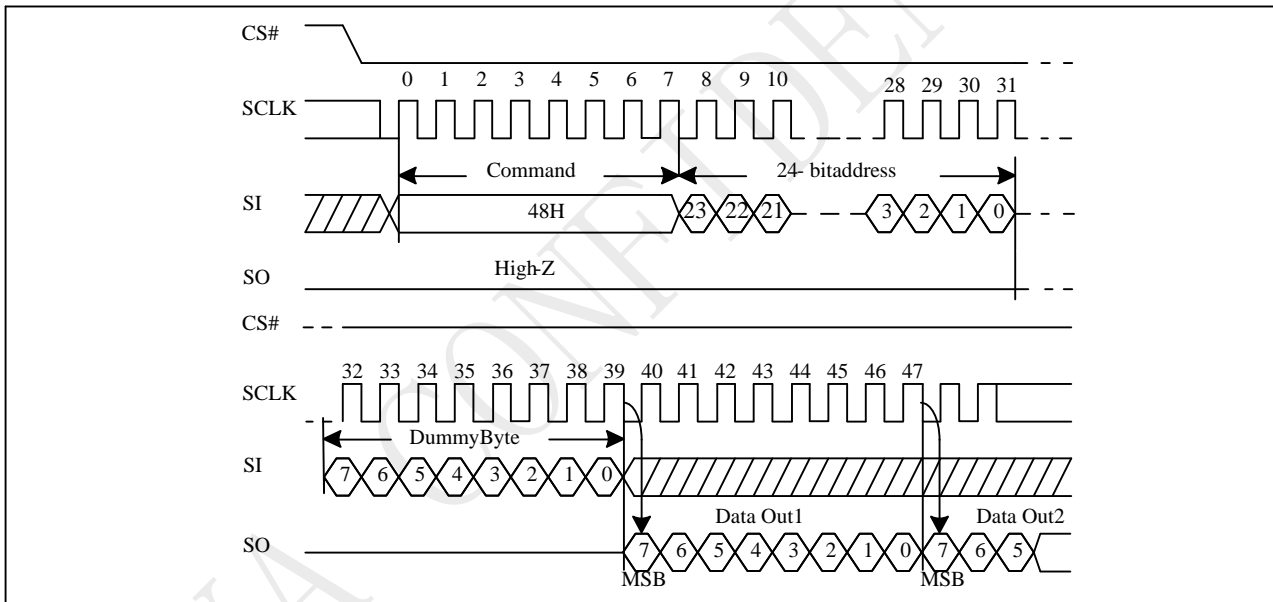 CS#
0 1 2 3 4 5 6 7 8 9 10 28 29 30 31
SCLK
Command 24- bitaddress
SI 48H 23 22 21 3 2 1 0
High-Z
SO
CS#
32 33 34 35 36 37 38 39 40 41 42 43 44 45 46 47
SCLK
DummyByte
SI 7 6 5 4 3 2 1 0
Data Out1 Data Out2
SO 7 6 5 4 3 2 1 0 7 6 5
MSB MSB